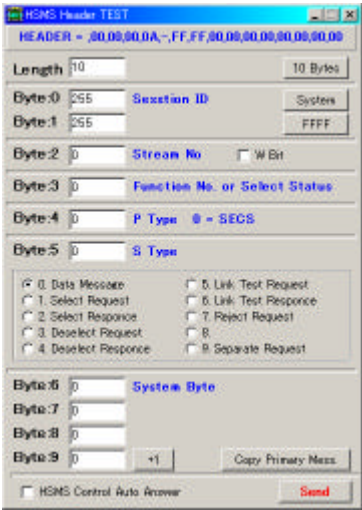 HSMS Header TEST
HEADER = ,00,00,00,0A,-,FF,FF,00,00,00,00,00,00,00,00
Length 10 10 Bytes
Byte:0 255 Sesstion ID System
Byte:1 255 FFFF
Byte:2 0 Stream No W Bit
Byte:3 0 Function No. or Select Status
Byte:4 0 P Type 0 = SECS
Byte:5 0 S Type
0. Data Message 5. Link Test Request
1. Select Request 6. Link Test Responce
2. Select Responce 7. Reject Request
3. Deselect Request 8.
4. Deselect Responce 9. Separate Request
Byte:6 0 System Byte
Byte:7 0
Byte:8 0
Byte:9 0 +1 Copy Primary Mess.
HSMS Control Auto Answer Send